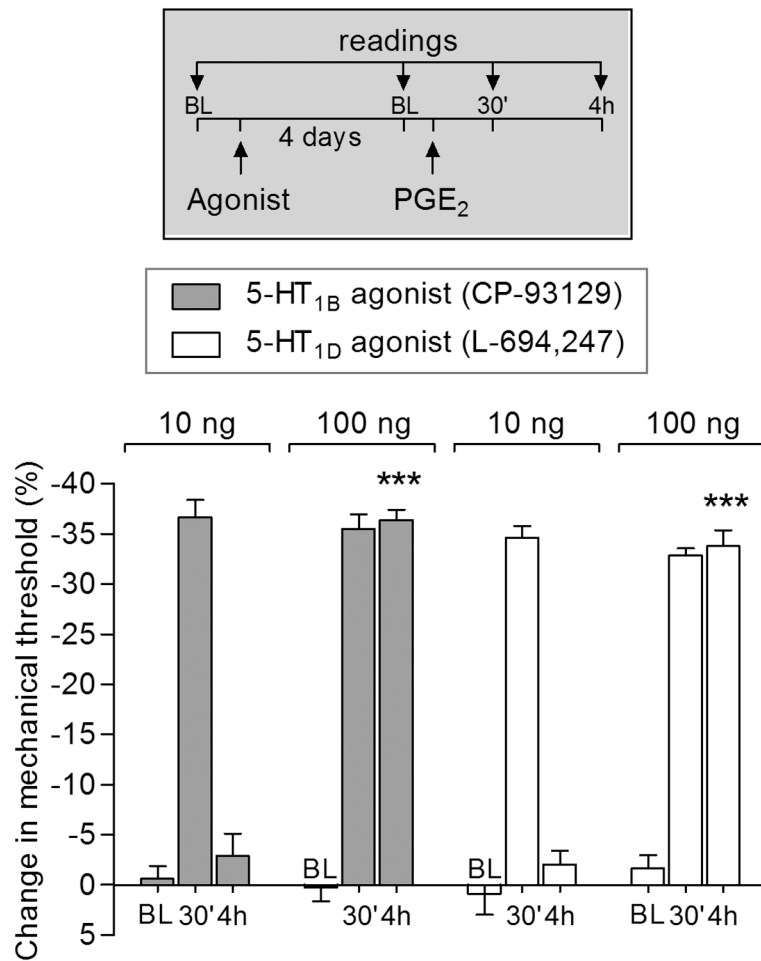 readings
BL BL 30' 4h
4 days
Agonist PGE₂
5-HT₁B agonist (CP-93129)
5-HT₁D agonist (L-694,247)
10 ng 100 ng 10 ng 100 ng
Change in mechanical threshold (%)
-40
*** ***
-35
-30
-25
-20
-15
-10
-5
BL BL
0
BL 30' 4h 30' 4h 30' 4h BL 30' 4h
5